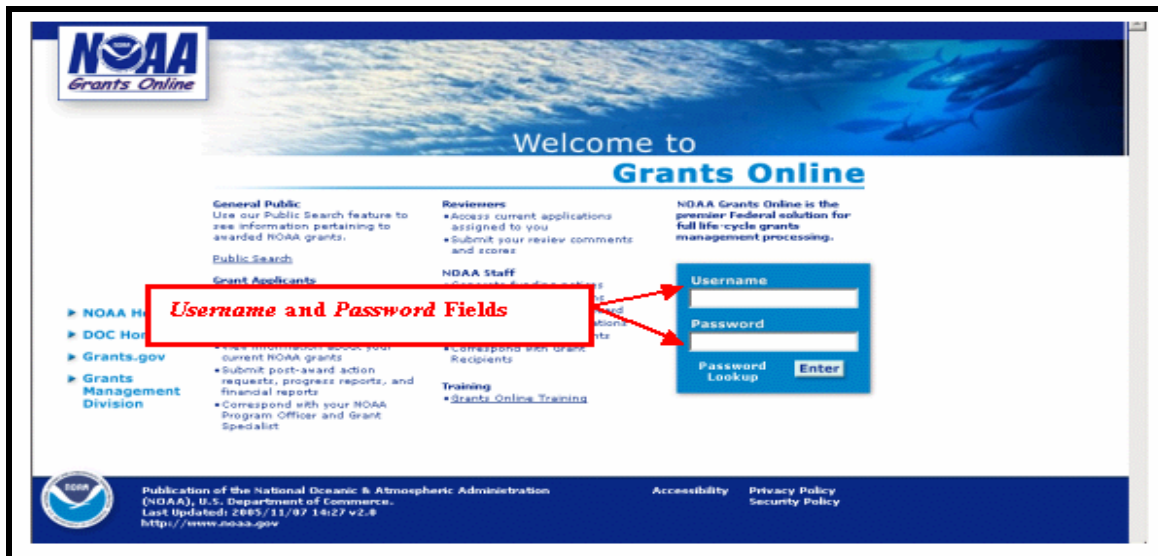 NOAA
Grants Online
Welcome to
Grants Online
General Public
Use our Public Search feature to
see information pertaining to
awarded NOAA grants.
Public Search
Grant Applicants
current NOAA grants
•Submit post-award action
requests, progress reports, and
financial reports
•Correspond with your NOAA
Program Officer and Grant
Specialist
Reviewers
•Access current applications
assigned to you
•Submit your review comments
and scores
NOAA Staff
•Correspond with Grant
Recipients
Training
•Grants Online Training
NOAA Grants Online is the
premier Federal solution for
full life-cycle grants
management processing.
Username
Password
Password
Lookup
Enter
Username and Password Fields
NOAA
DOC
Grants.gov
Grants
Management
Division
NOAA
Publication of the National Oceanic & Atmospheric Administration
(NOAA), U.S. Department of Commerce.
Last Updated: 2005/11/07 14:27 v2.0
http://www.noaa.gov
Accessibility
Privacy Policy
Security Policy